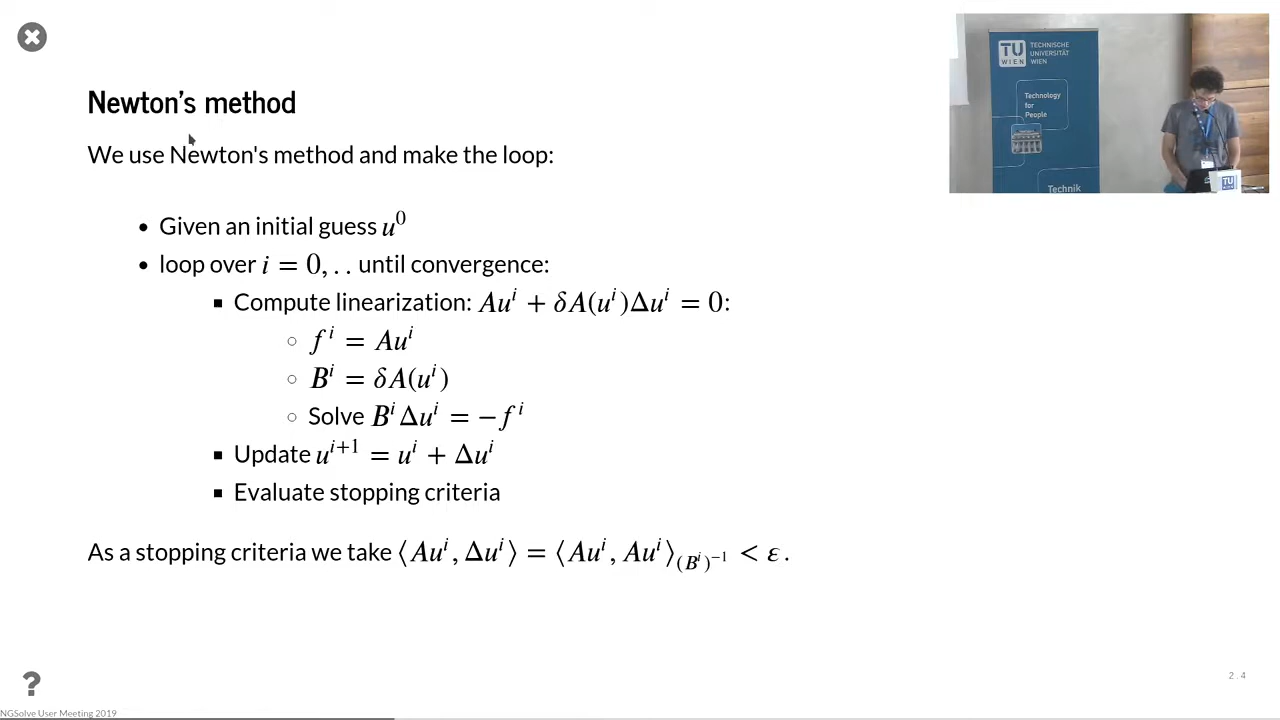 Newton's method
We use Newton's method and make the loop:
• Given an initial guess u⁰
• loop over i = 0, . . until convergence:
▪ Compute linearization: Auⁱ + δA(uⁱ)Δuⁱ = 0:
○ fⁱ = Auⁱ
○ Bⁱ = δA(uⁱ)
○ Solve BⁱΔuⁱ = −fⁱ
▪ Update uⁱ⁺¹ = uⁱ + Δuⁱ
▪ Evaluate stopping criteria
As a stopping criteria we take ⟨Auⁱ, Δuⁱ⟩ = ⟨Auⁱ, Auⁱ⟩_(Bⁱ)⁻¹ < ε.
TU
WIEN
TECHNISCHE
UNIVERSITÄT
WIEN
Technology
for
People
Technik
TU
?
2.4
NGSolve User Meeting 2019